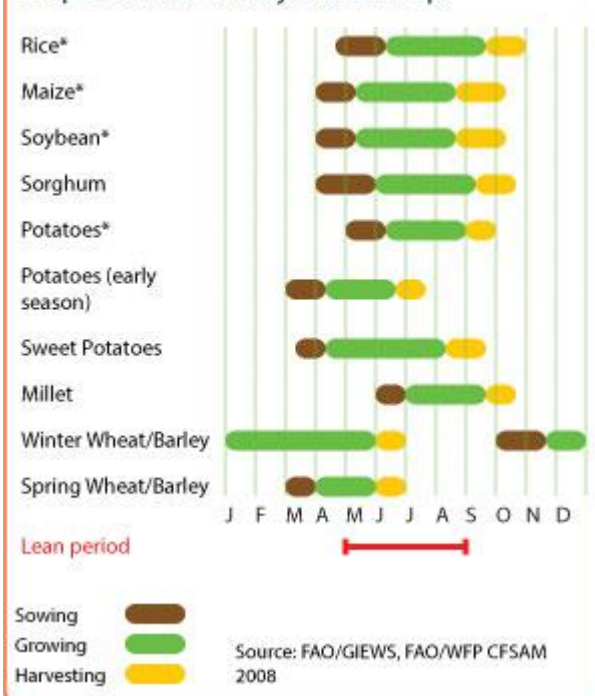 Rice*
Maize*
Soybean*
Sorghum
Potatoes*
Potatoes (early
season)
Sweet Potatoes
Millet
Winter Wheat/Barley
Spring Wheat/Barley
J F M A M J J A S O N D
Lean period
Sowing
Growing
Harvesting
Source: FAO/GIEWS, FAO/WFP CFSAM
2008